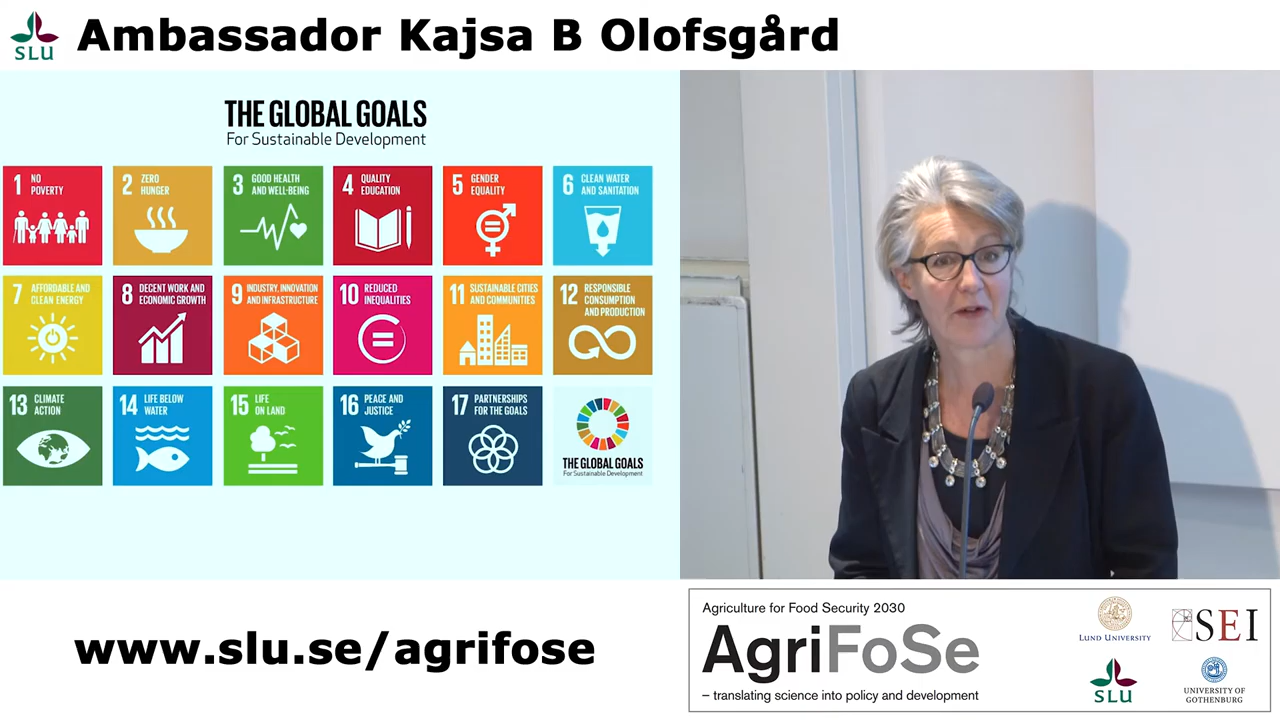 SLU
Ambassador Kajsa B Olofsgård
THE GLOBAL GOALS
For Sustainable Development
1 NO
POVERTY
2 ZERO
HUNGER
3 GOOD HEALTH
AND WELL-BEING
4 QUALITY
EDUCATION
5 GENDER
EQUALITY
6 CLEAN WATER
AND SANITATION
7 AFFORDABLE AND
CLEAN ENERGY
8 DECENT WORK AND
ECONOMIC GROWTH
9 INDUSTRY, INNOVATION
AND INFRASTRUCTURE
10 REDUCED
INEQUALITIES
11 SUSTAINABLE CITIES
AND COMMUNITIES
12 RESPONSIBLE
CONSUMPTION
AND PRODUCTION
13 CLIMATE
ACTION
14 LIFE BELOW
WATER
15 LIFE
ON LAND
16 PEACE AND
JUSTICE
17 PARTNERSHIPS
FOR THE GOALS
THE GLOBAL GOALS
For Sustainable Development
www.slu.se/agrifose
Agriculture for Food Security 2030
AgriFoSe
– translating science into policy and development
LUND UNIVERSITY
SEI
SLU
UNIVERSITY OF
GOTHENBURG